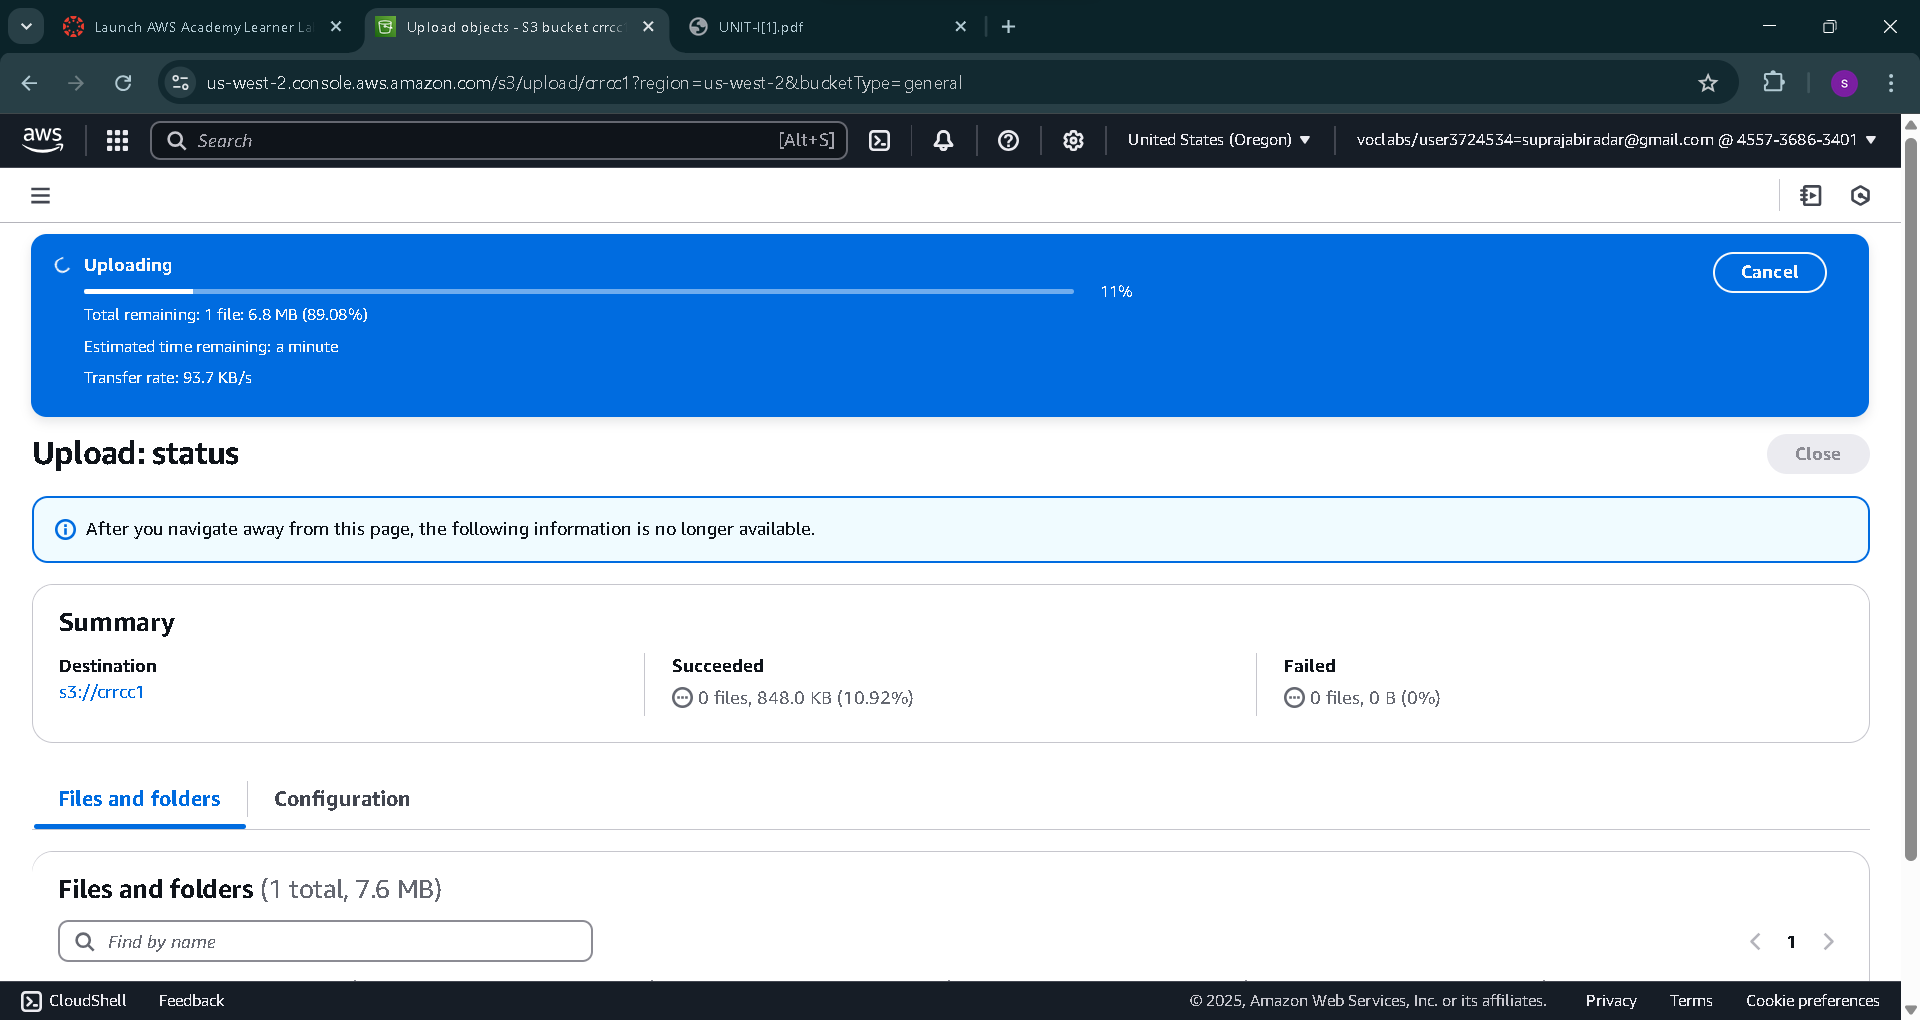 Launch AWS Academy Learner La
Upload objects - S3 bucket crrcc1
UNIT-I[1].pdf
us-west-2.console.aws.amazon.com/s3/upload/crrcc1?region=us-west-2&bucketType=general
S
aws
Search
[Alt+S]
United States (Oregon)
voclabs/user3724534=suprajabiradar@gmail.com @ 4557-3686-3401
Uploading
Cancel
11%
Total remaining: 1 file: 6.8 MB (89.08%)
Estimated time remaining: a minute
Transfer rate: 93.7 KB/s
Upload: status
Close
After you navigate away from this page, the following information is no longer available.
Summary
Destination
s3://crrcc1
Succeeded
0 files, 848.0 KB (10.92%)
Failed
0 files, 0 B (0%)
Files and folders
Configuration
Files and folders (1 total, 7.6 MB)
Find by name
1
CloudShell
Feedback
© 2025, Amazon Web Services, Inc. or its affiliates.
Privacy
Terms
Cookie preferences